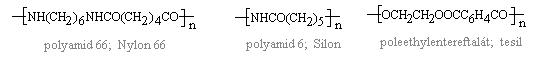 -[NH(CH₂)₆NHCO(CH₂)₄CO]-n
polyamid 66; Nylon 66
-[NHCO(CH₂)₅]-n
polyamid 6; Silon
-[OCH₂CH₂OOCC₆H₄CO]-n
poleethylentereftalát; tesil